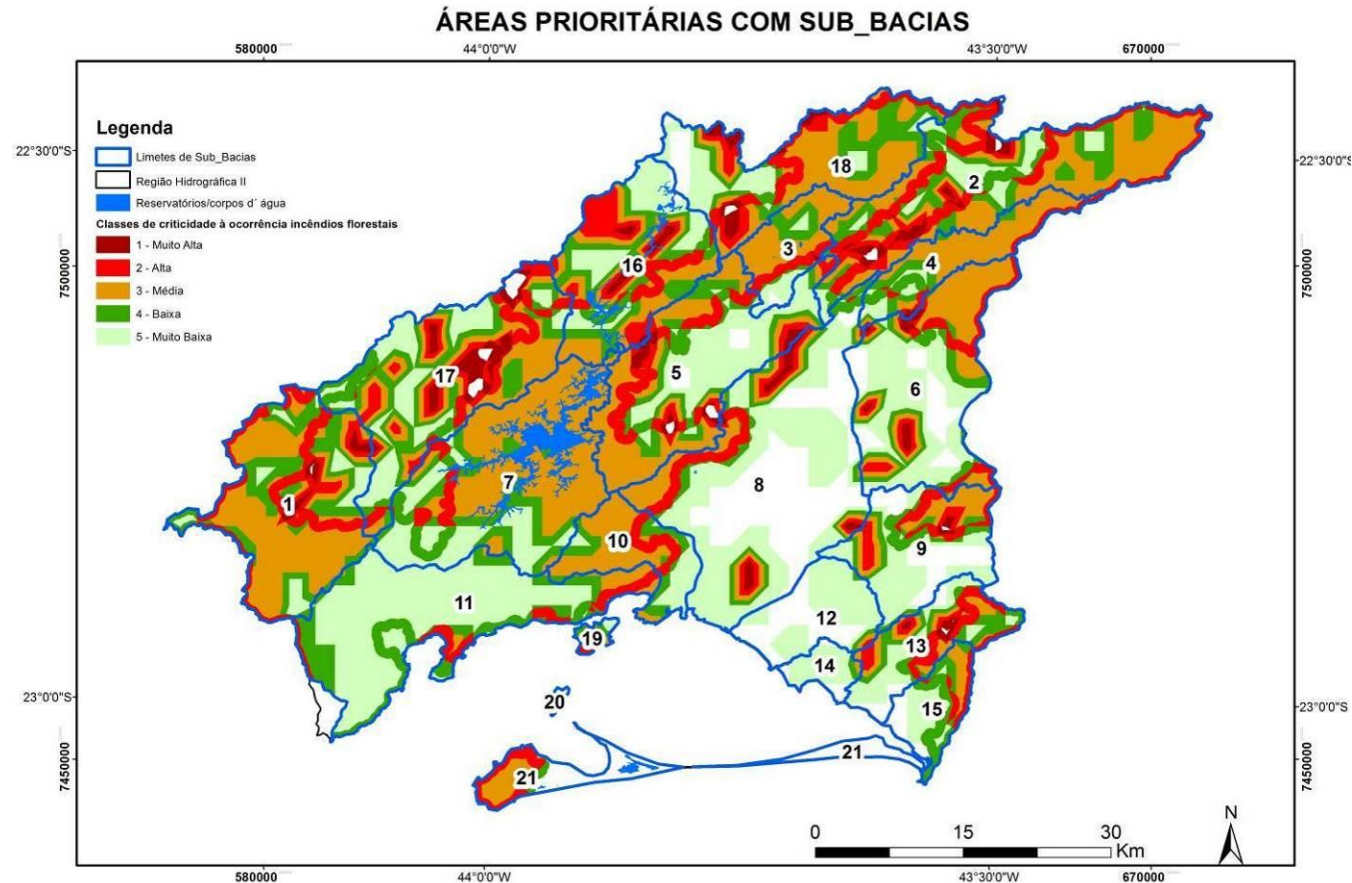 ÁREAS PRIORITÁRIAS COM SUB_BACIAS
580000
44°0'0"W
43°30'0"W
670000
Legenda
Limetes de Sub_Bacias
Região Hidrográfica II
Reservatórios/corpos d´ água
Classes de criticidade à ocorrência incêndios florestais
1 - Muito Alta
2 - Alta
3 - Média
4 - Baixa
5 - Muito Baixa
22°30'0"S
22°30'0"S
7500000
7500000
23°0'0"S
23°0'0"S
7450000
7450000
18
2
3
4
16
17
5
6
7
1
8
10
9
11
12
19
13
14
15
20
21
21
N
0
15
30
Km
580000
44°0'0"W
43°30'0"W
670000